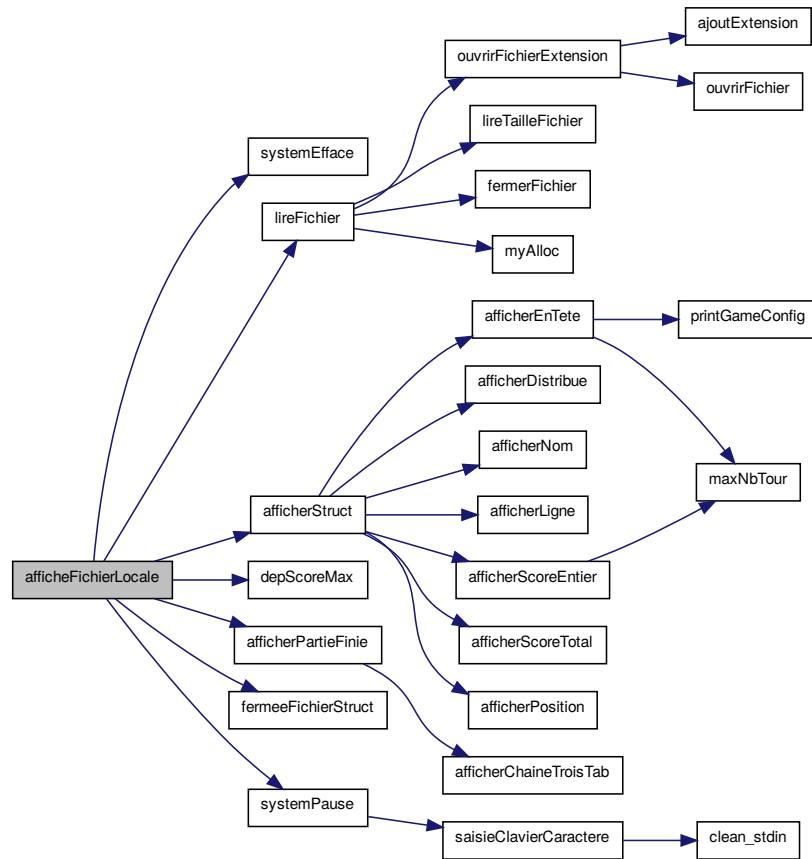 ajoutExtension
ouvrirFichierExtension
ouvrirFichier
lireTailleFichier
systemEfface
fermerFichier
lireFichier
myAlloc
afficherEnTete
printGameConfig
afficherDistribue
afficherNom
maxNbTour
afficherStruct
afficherLigne
afficheFichierLocale
depScoreMax
afficherScoreEntier
afficherPartieFinie
afficherScoreTotal
fermeeFichierStruct
afficherPosition
afficherChaineTroisTab
systemPause
saisieClavierCaractere
clean_stdin